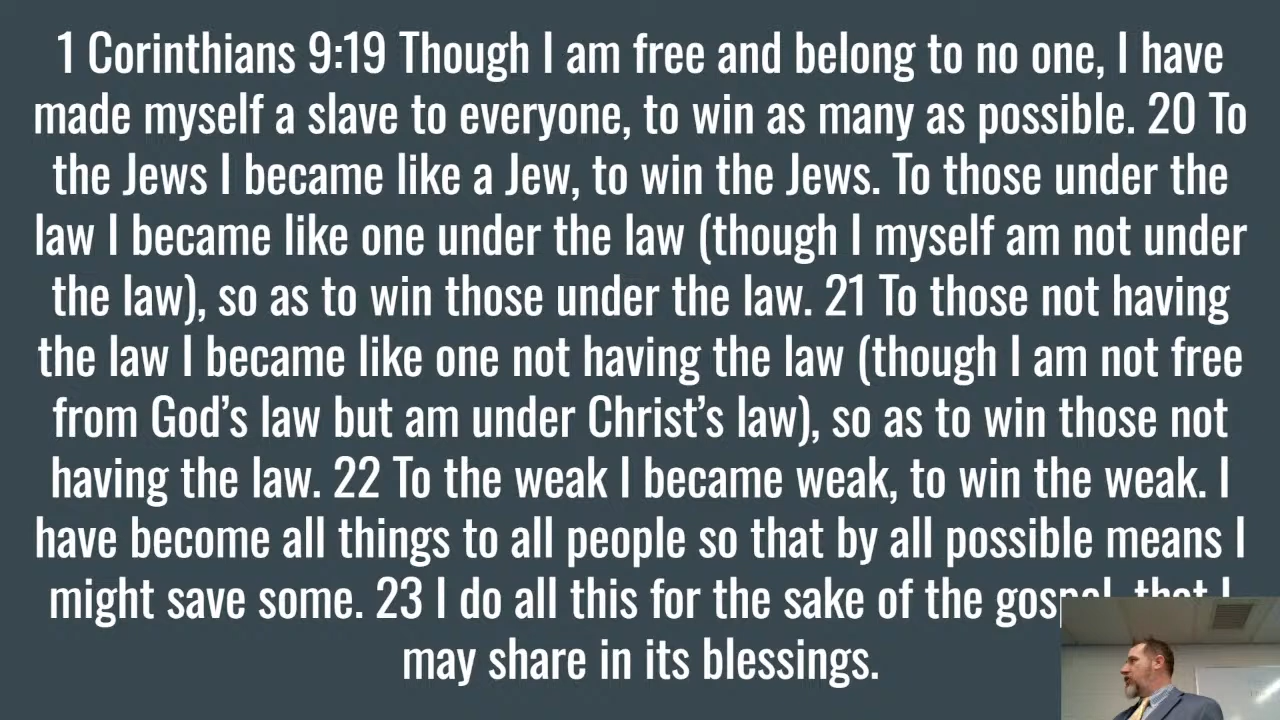 1 Corinthians 9:19 Though I am free and belong to no one, I have
made myself a slave to everyone, to win as many as possible. 20 To
the Jews I became like a Jew, to win the Jews. To those under the
law I became like one under the law (though I myself am not under
the law), so as to win those under the law. 21 To those not having
the law I became like one not having the law (though I am not free
from God’s law but am under Christ’s law), so as to win those not
having the law. 22 To the weak I became weak, to win the weak. I
have become all things to all people so that by all possible means I
might save some. 23 I do all this for the sake of the gospel, that I
may share in its blessings.